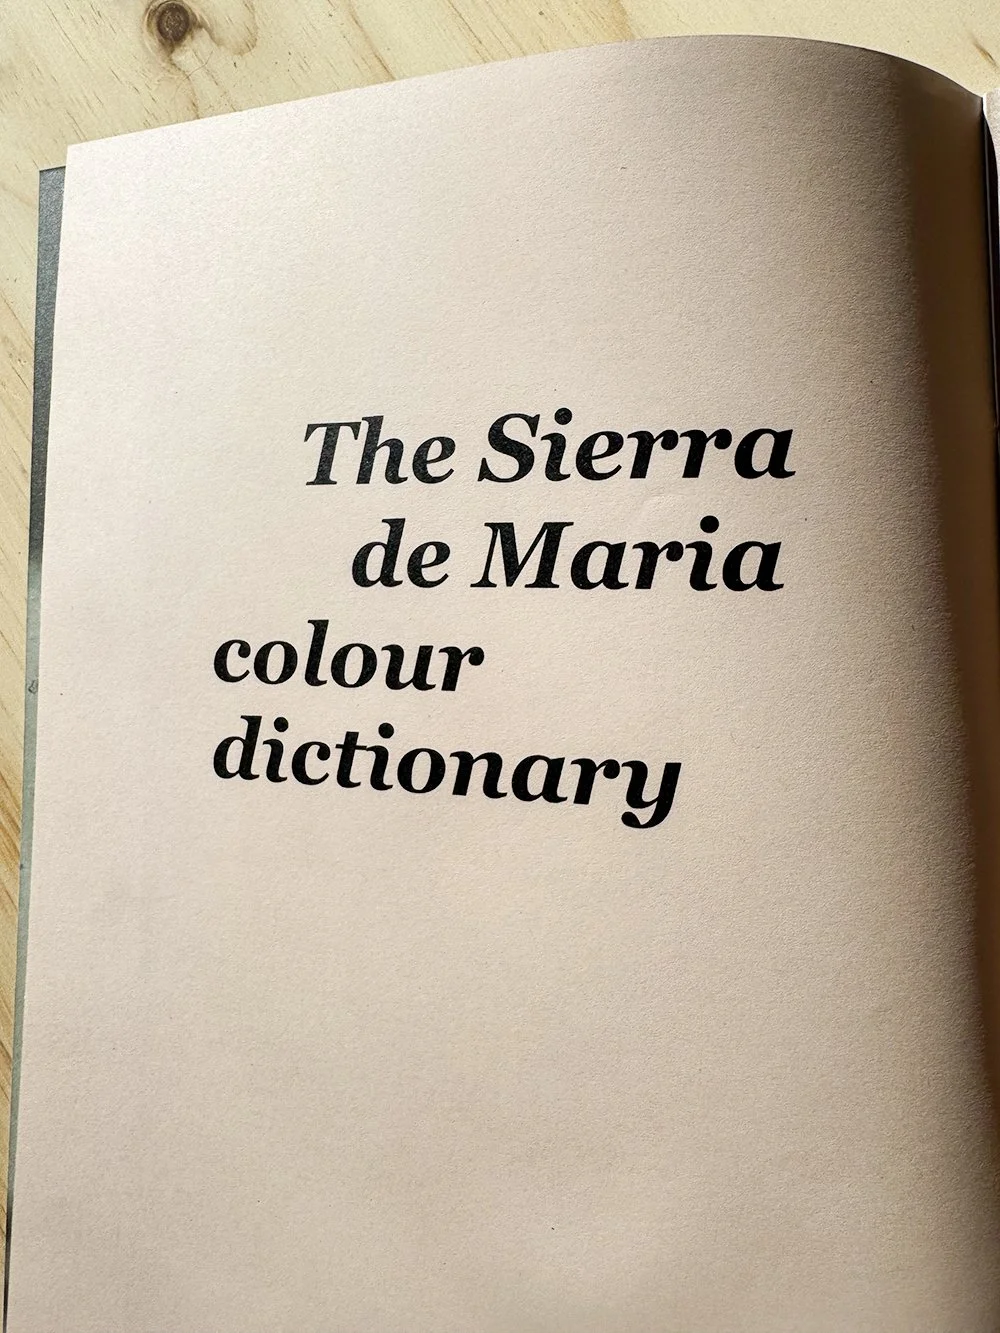 The Sierra
de Maria
colour
dictionary